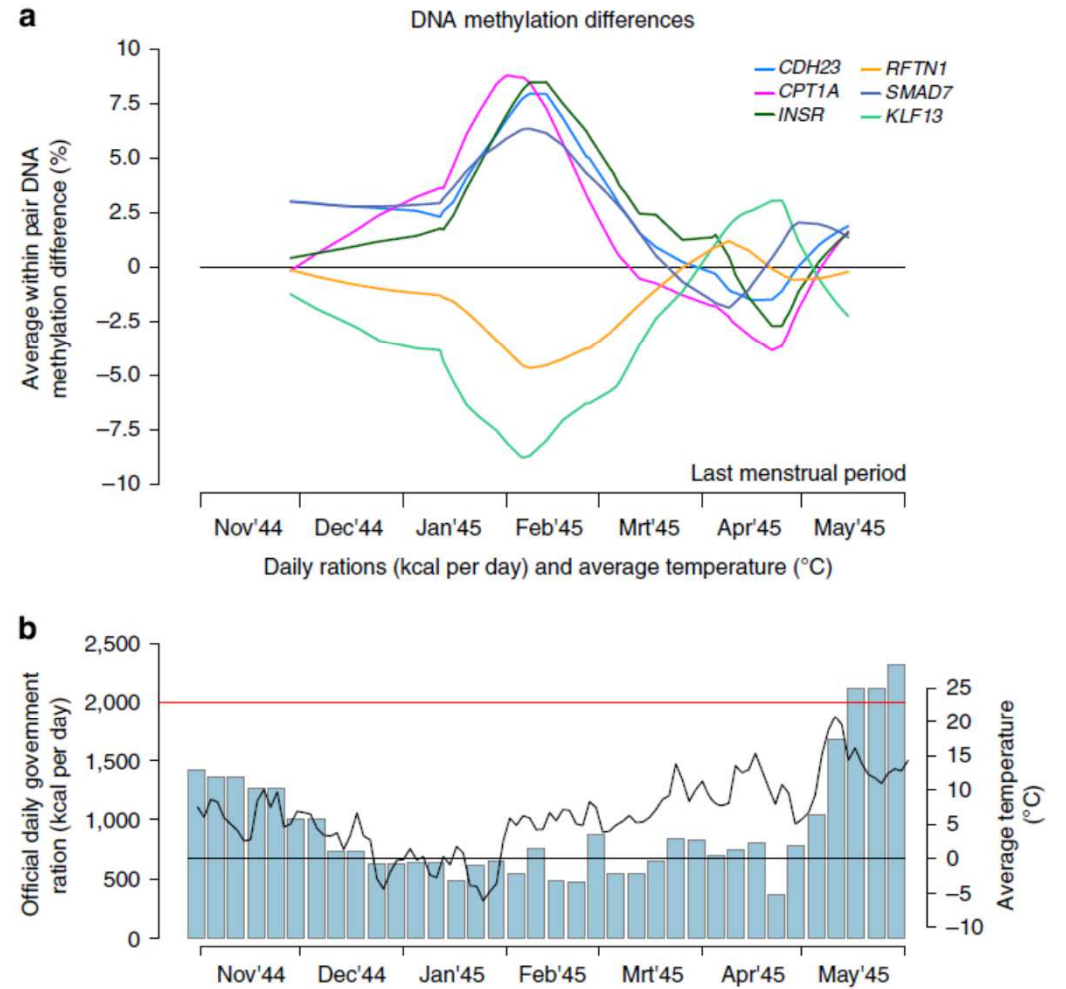 a
DNA methylation differences
Average within pair DNA
methylation difference (%)
10
7.5
5.0
2.5
0
−2.5
−5.0
−7.5
−10
CDH23
CPT1A
INSR
RFTN1
SMAD7
KLF13
Last menstrual period
Nov'44 Dec'44 Jan'45 Feb'45 Mrt'45 Apr'45 May'45
Daily rations (kcal per day) and average temperature (°C)
b
Official daily government
ration (kcal per day)
2,500
2,000
1,500
1,000
500
0
25
20
15
10
5
0
−5
−10
Average temperature
(°C)
Nov'44 Dec'44 Jan'45 Feb'45 Mrt'45 Apr'45 May'45